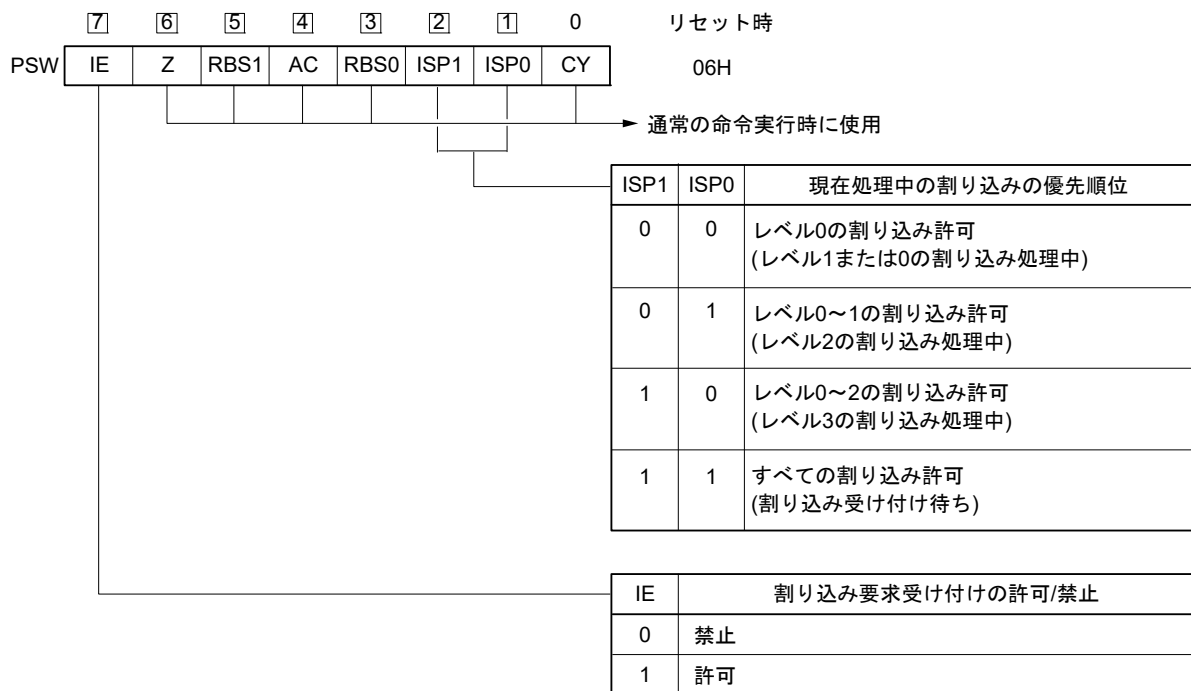 7 6 5 4 3 2 1 0 リセット時
PSW IE Z RBS1 AC RBS0 ISP1 ISP0 CY 06H
通常の命令実行時に使用
ISP1 ISP0 現在処理中の割り込みの優先順位
0 0 レベル0の割り込み許可
(レベル1または0の割り込み処理中)
0 1 レベル0～1の割り込み許可
(レベル2の割り込み処理中)
1 0 レベル0～2の割り込み許可
(レベル3の割り込み処理中)
1 1 すべての割り込み許可
(割り込み受け付け待ち)
IE 割り込み要求受け付けの許可/禁止
0 禁止
1 許可